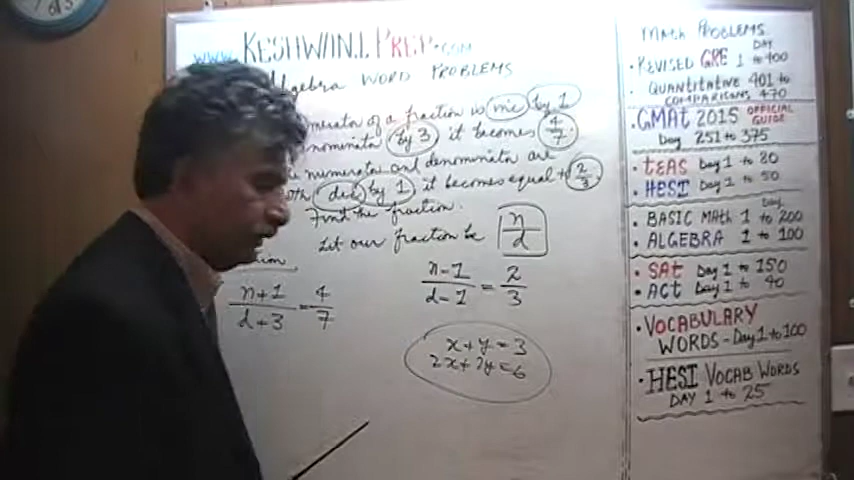 WWW. KESHWANI PREP.COM
Algebra WORD PROBLEMS
numerator of a fraction is inc by 1
denominator by 3 it becomes 4/7
numerator and denominator are
dec by 1 it becomes equal to 2/3.
Find the fraction.
Let our fraction be n/d
n+1/d+3 = 4/7
n-1/d-1 = 2/3
x+y=3
2x+2y=6
MATH PROBLEMS
• REVISED GRE DAY 1 to 400
• QUANTITATIVE 401 to
COMPARISONS 470
• GMAT 2015 OFFICIAL GUIDE
DAY 251 to 375
• TEAS DAY 1 to 80
• HESI DAY 1 to 50
DAY
• BASIC MATH 1 to 200
• ALGEBRA 1 to 100
• SAT DAY 1 to 150
• ACT DAY 1 to 40
• VOCABULARY
WORDS - DAY 1 to 100
• HESI VOCAB WORDS
DAY 1 to 25